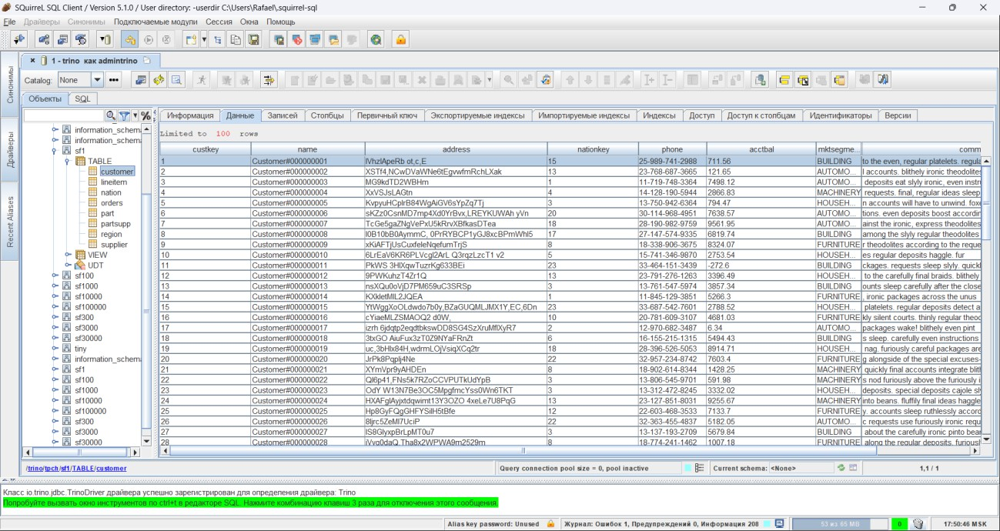 SQuirreL SQL Client / Version 5.1.0 / User directory: -userdir C:\Users\Rafael\.squirrel-sql
File Драйверы Синонимы Подключаемые модули Сессия Окна Помощь
1 - trino как admintrino
Catalog: None
Объекты SQL
Синонимы
Драйверы
Recent Aliases
information_schem
information_schem
sf1
TABLE
customer
lineitem
nation
orders
part
partsupp
region
supplier
VIEW
UDT
sf100
sf1000
sf10000
sf100000
sf300
sf3000
sf30000
tiny
information_schem
sf1
sf100
sf1000
sf10000
sf100000
sf300
sf3000
sf30000
Информация Данные Записей Столбцы Первичный ключ Экспортируемые индексы Импортируемые индексы Индексы Доступ Доступ к столбцам Идентификаторы Версии
Limited to 100 rows
custkey name address nationkey phone acctbal mktsegme... comm
1 Customer#000000001 IVhzIApeRb ot,c,E 15 25-989-741-2988 711.56 BUILDING to the even, regular platelets. regula
2 Customer#000000002 XSTf4,NCwDVaWNe6tEgvwfmRchLXak 13 23-768-687-3665 121.65 AUTOMO... l accounts. blithely ironic theodolites
3 Customer#000000003 MG9kdTD2WBHm 1 11-719-748-3364 7498.12 AUTOMO... deposits eat slyly ironic, even instr
4 Customer#000000004 XxVSJsLAGtn 4 14-128-190-5944 2866.83 MACHINERY requests. final, regular ideas sleep
5 Customer#000000005 KvpyuHCplrB84WgAiGV6sYpZq7Tj 3 13-750-942-6364 794.47 HOUSEH... n accounts will have to unwind. foxe
6 Customer#000000006 sKZz0CsnMD7mp4Xd0YrBvx,LREYKUWAh yVn 20 30-114-968-4951 7638.57 AUTOMO... tions. even deposits boost accordin
7 Customer#000000007 TcGe5gaZNgVePxU5kRrvXBfkasDTea 18 28-190-982-9759 9561.95 AUTOMO... ainst the ironic, express theodolites
8 Customer#000000008 I0B10bB0AymmC, 0PrRYBCP1yGJ8xcBPmWhl5 17 27-147-574-9335 6819.74 BUILDING among the slyly regular theodolites
9 Customer#000000009 xKiAFTjUsCuxfeleNqefumTrjS 8 18-338-906-3675 8324.07 FURNITURE r theodolites according to the reque
10 Customer#000000010 6LrEaV6KR6PLVcgl2ArL Q3rqzLzcT1 v2 5 15-741-346-9870 2753.54 HOUSEH... es regular deposits haggle. fur
11 Customer#000000011 PkWS 3HlXqwTuzrKg633BEi 23 33-464-151-3439 -272.6 BUILDING ckages. requests sleep slyly. quickl
12 Customer#000000012 9PWKuhzT4Zr1Q 13 23-791-276-1263 3396.49 HOUSEH... to the carefully final braids. blithely
13 Customer#000000013 nsXQu0oVjD7PM659uC3SRSp 3 13-761-547-5974 3857.34 BUILDING ounts sleep carefully after the close
14 Customer#000000014 KXkletMlL2JQEA 1 11-845-129-3851 5266.3 FURNITURE , ironic packages across the unus
15 Customer#000000015 YtWggXoOLdwdo7b0y,BZaGUQMLJMX1Y,EC,6Dn 23 33-687-542-7601 2788.52 HOUSEH... platelets. regular deposits detect a
16 Customer#000000016 cYiaeMLZSMAOQ2 d0W, 10 20-781-609-3107 4681.03 FURNITURE kly silent courts. thinly regular theod
17 Customer#000000017 izrh 6jdqtp2eqdtbkswDD8SG4SzXruMflXyR7 2 12-970-682-3487 6.34 AUTOMO... packages wake! blithely even pint
18 Customer#000000018 3txGO AiuFux3zT0Z9NYaFRnZt 6 16-155-215-1315 5494.43 BUILDING s sleep. carefully even instructions
19 Customer#000000019 uc,3bHIx84H,wdrmLOjVsiqXCq2tr 18 28-396-526-5053 8914.71 HOUSEH... nag. furiously careful packages are
20 Customer#000000020 JrPk8Pqplj4Ne 22 32-957-234-8742 7603.4 FURNITURE g alongside of the special excuses-
21 Customer#000000021 XYmVpr9yAHDEn 8 18-902-614-8344 1428.25 MACHINERY quickly final accounts integrate blit
22 Customer#000000022 QI6p41,FNs5k7RZoCCVPUTkUdYpB 3 13-806-545-9701 591.98 MACHINERY s nod furiously above the furiously i
23 Customer#000000023 OdY W13N7Be3OC5MpgfmcYss0Wn6TKT 3 13-312-472-8245 3332.02 HOUSEH... deposits. special deposits cajole sl
24 Customer#000000024 HXAFgIAyjxtdqwimt13Y3OZO 4xeLe7U8PqG 13 23-127-851-8031 9255.67 MACHINERY into beans. fluffily final ideas haggle
25 Customer#000000025 Hp8GyFQgGHFYSilH5tBfe 12 22-603-468-3533 7133.7 FURNITURE y. accounts sleep ruthlessly accord
26 Customer#000000026 8ljrc5ZeMl7UciP 22 32-363-455-4837 5182.05 AUTOMO... c requests use furiously ironic requ
27 Customer#000000027 IS8GIyxpBrLpMT0u7 3 13-137-193-2709 5679.84 BUILDING about the carefully ironic pinto bear
28 Customer#000000028 iVyg0daQ,Tha8x2WPWA9m2529m 8 18-774-241-1462 1007.18 FURNITURE along the regular deposits. furiousl
/trino/tpch/sf1/TABLE/customer Query connection pool size = 0, pool inactive Current schema: <None> 1,1 / 1
Класс io.trino.jdbc.TrinoDriver драйвера успешно зарегистрирован для определения драйвера: Trino
Попробуйте вызвать окно инструментов по ctrl+t в редакторе SQL. Нажмите комбинацию клавиш 3 раза для отключения этого сообщения.
Alias key password: Unused Журнал: Ошибок 1, Предупреждений 0, Информация 208 53 из 65 MB 0 17:50:46 MSK